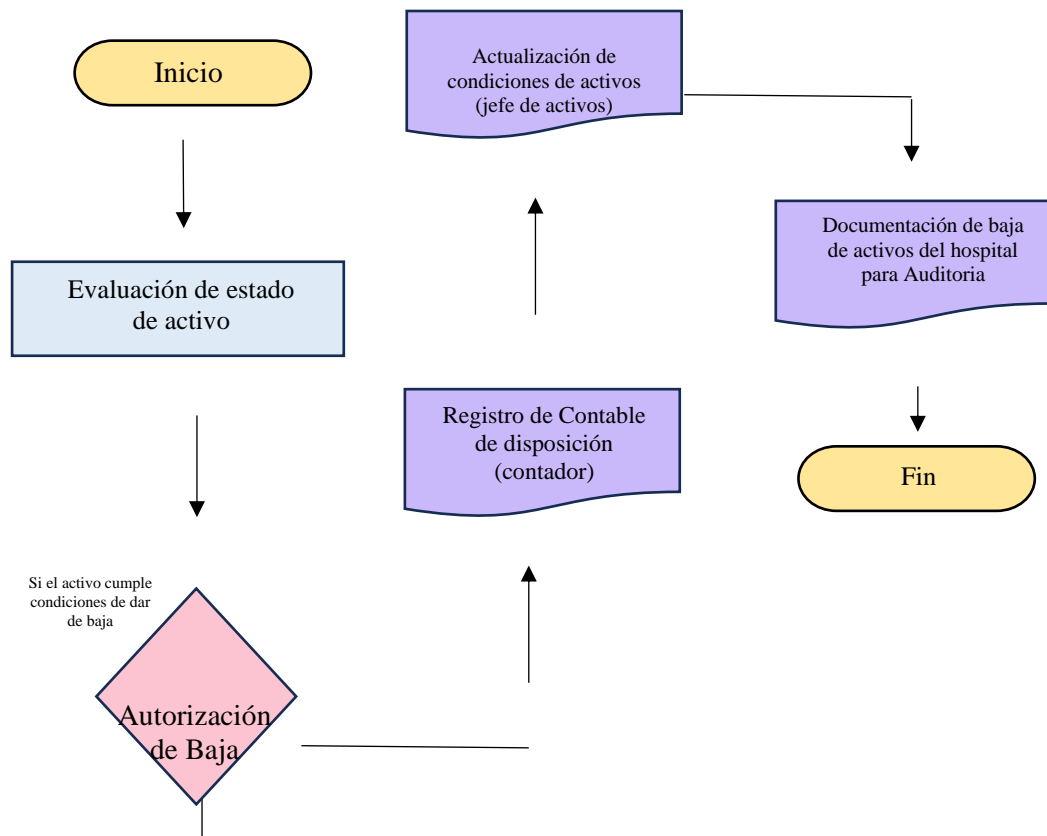 Inicio
Evaluación de estado
de activo
Si el activo cumple
condiciones de dar
de baja
Autorización
de Baja
Registro de Contable
de disposición
(contador)
Actualización de
condiciones de activos
(jefe de activos)
Documentación de baja
de activos del hospital
para Auditoria
Fin